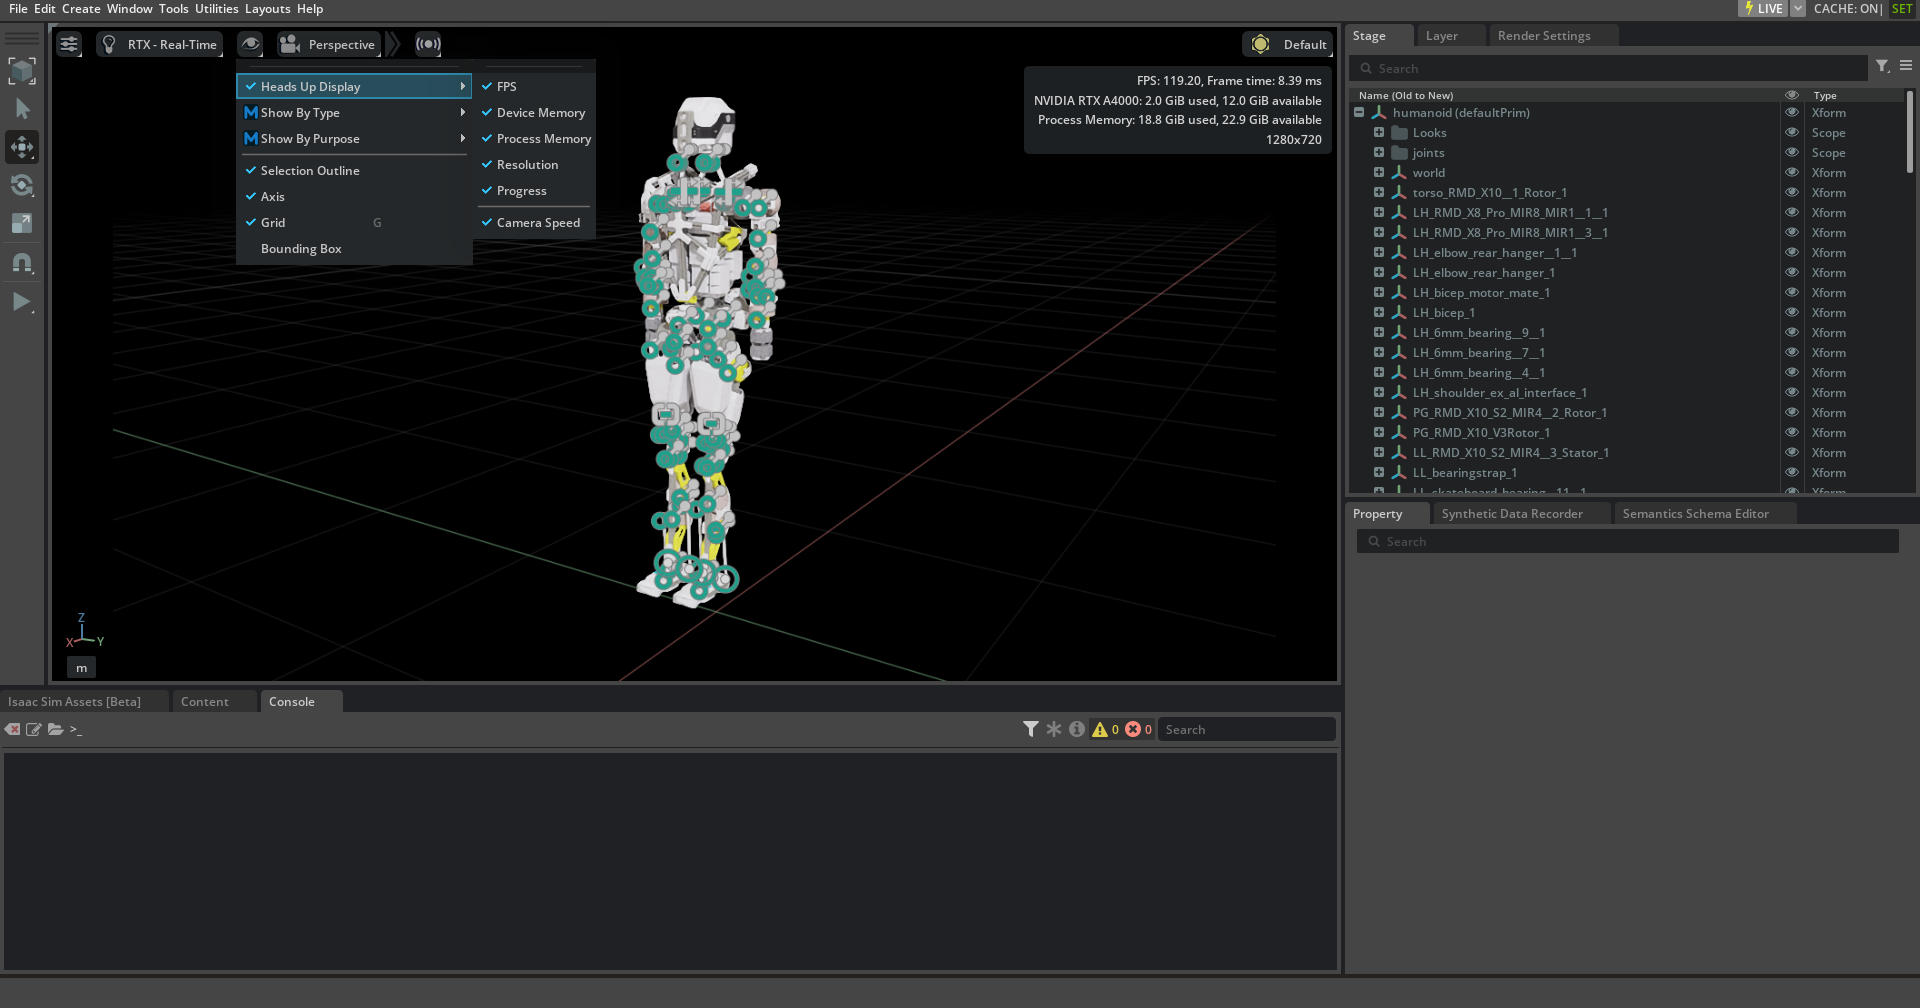 File Edit Create Window Tools Utilities Layouts Help
LIVE CACHE: ON| SET
RTX - Real-Time
Perspective
Default
Heads Up Display
Show By Type
Show By Purpose
Selection Outline
Axis
Grid G
Bounding Box
FPS
Device Memory
Process Memory
Resolution
Progress
Camera Speed
FPS: 119.20, Frame time: 8.39 ms
NVIDIA RTX A4000: 2.0 GiB used, 12.0 GiB available
Process Memory: 18.8 GiB used, 22.9 GiB available
1280x720
Z
X Y
m
Stage Layer Render Settings
Search
Name (Old to New) Type
humanoid (defaultPrim) Xform
Looks Scope
joints Scope
world Xform
torso_RMD_X10__1_Rotor_1 Xform
LH_RMD_X8_Pro_MIR8_MIR1__1__1 Xform
LH_RMD_X8_Pro_MIR8_MIR1__3__1 Xform
LH_elbow_rear_hanger__1__1 Xform
LH_elbow_rear_hanger_1 Xform
LH_bicep_motor_mate_1 Xform
LH_bicep_1 Xform
LH_6mm_bearing__9__1 Xform
LH_6mm_bearing__7__1 Xform
LH_6mm_bearing__4__1 Xform
LH_shoulder_ex_al_interface_1 Xform
PG_RMD_X10_S2_MIR4__2_Rotor_1 Xform
PG_RMD_X10_V3Rotor_1 Xform
LL_RMD_X10_S2_MIR4__3_Stator_1 Xform
LL_bearingstrap_1 Xform
LL_skateboard_bearing__11__1 Xform
Property Synthetic Data Recorder Semantics Schema Editor
Search
Isaac Sim Assets [Beta] Content Console
>_ 0 0 Search